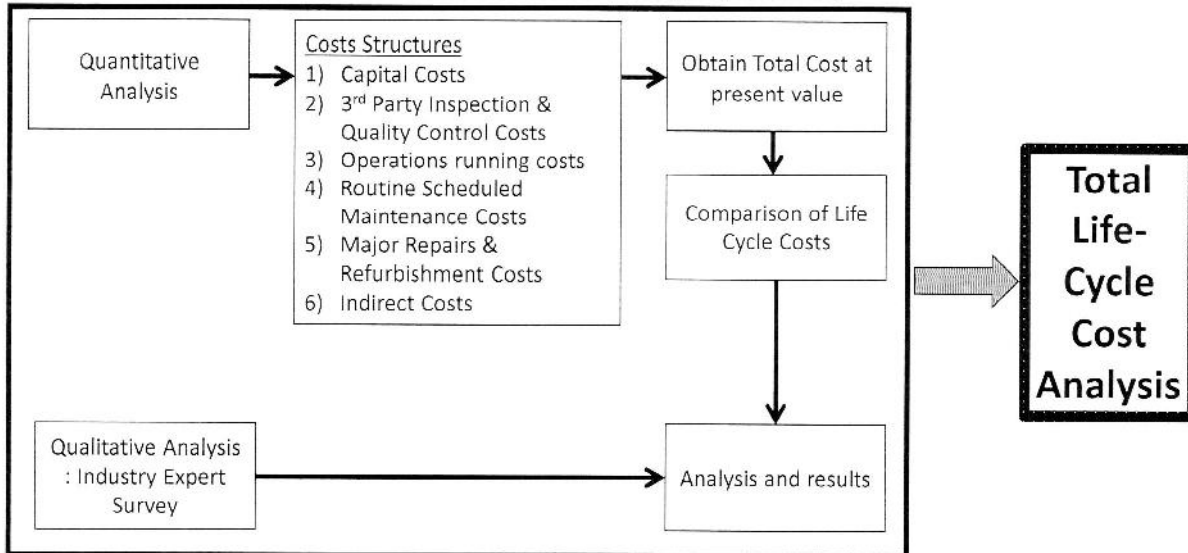 Quantitative
Analysis
Costs Structures
1) Capital Costs
2) 3rd Party Inspection &
Quality Control Costs
3) Operations running costs
4) Routine Scheduled
Maintenance Costs
5) Major Repairs &
Refurbishment Costs
6) Indirect Costs
Obtain Total Cost at
present value
Comparison of Life
Cycle Costs
Qualitative Analysis
: Industry Expert
Survey
Analysis and results
Total
Life-
Cycle
Cost
Analysis